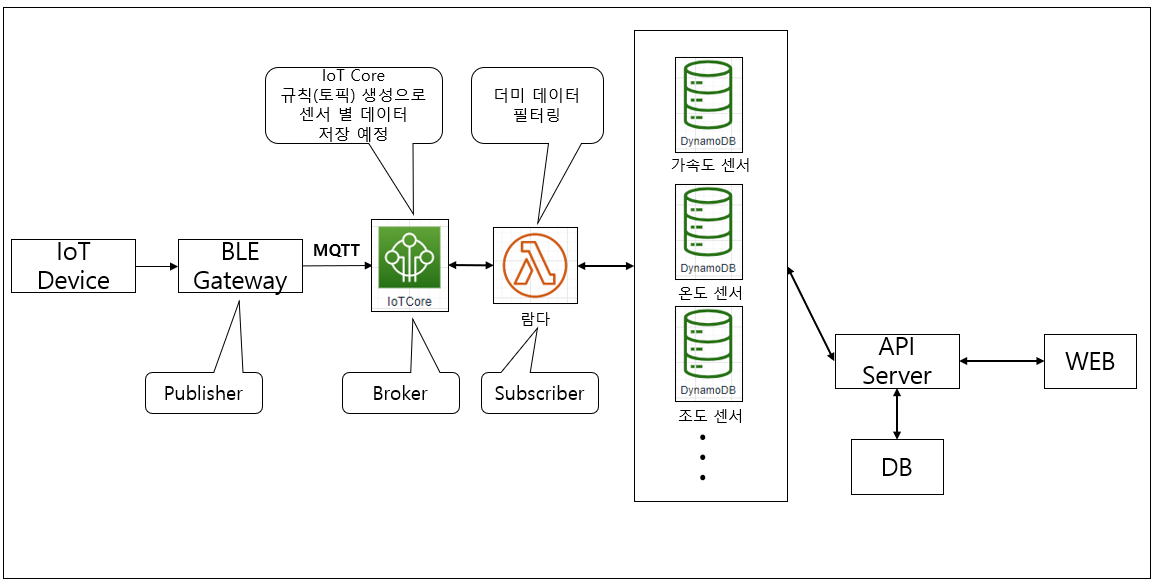 IoT Core
규칙(토픽) 생성으로
센서 별 데이터
저장 예정
더미 데이터
필터링
IoT
Device
BLE
Gateway
MQTT
IoTCore
람다
Publisher
Broker
Subscriber
DynamoDB
가속도 센서
DynamoDB
온도 센서
DynamoDB
조도 센서
API
Server
WEB
DB